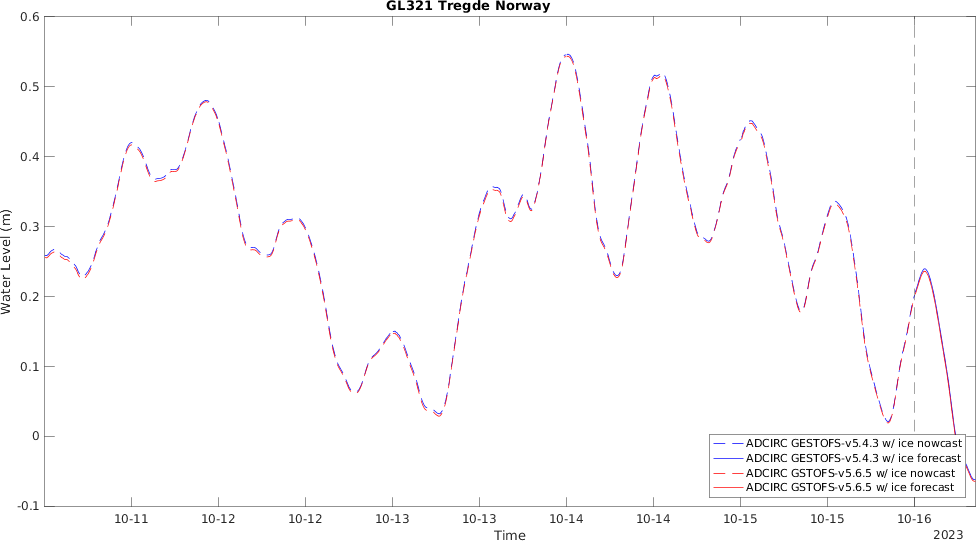 GL321 Tregde Norway
0.6
0.5
0.4
0.3
0.2
0.1
0
-0.1
Water Level (m)
ADCIRC GESTOFS-v5.4.3 w/ ice nowcast
ADCIRC GESTOFS-v5.4.3 w/ ice forecast
ADCIRC GSTOFS-v5.6.5 w/ ice nowcast
ADCIRC GSTOFS-v5.6.5 w/ ice forecast
10-11 10-12 10-12 10-13 10-13 10-14 10-14 10-15 10-15 10-16
Time
2023